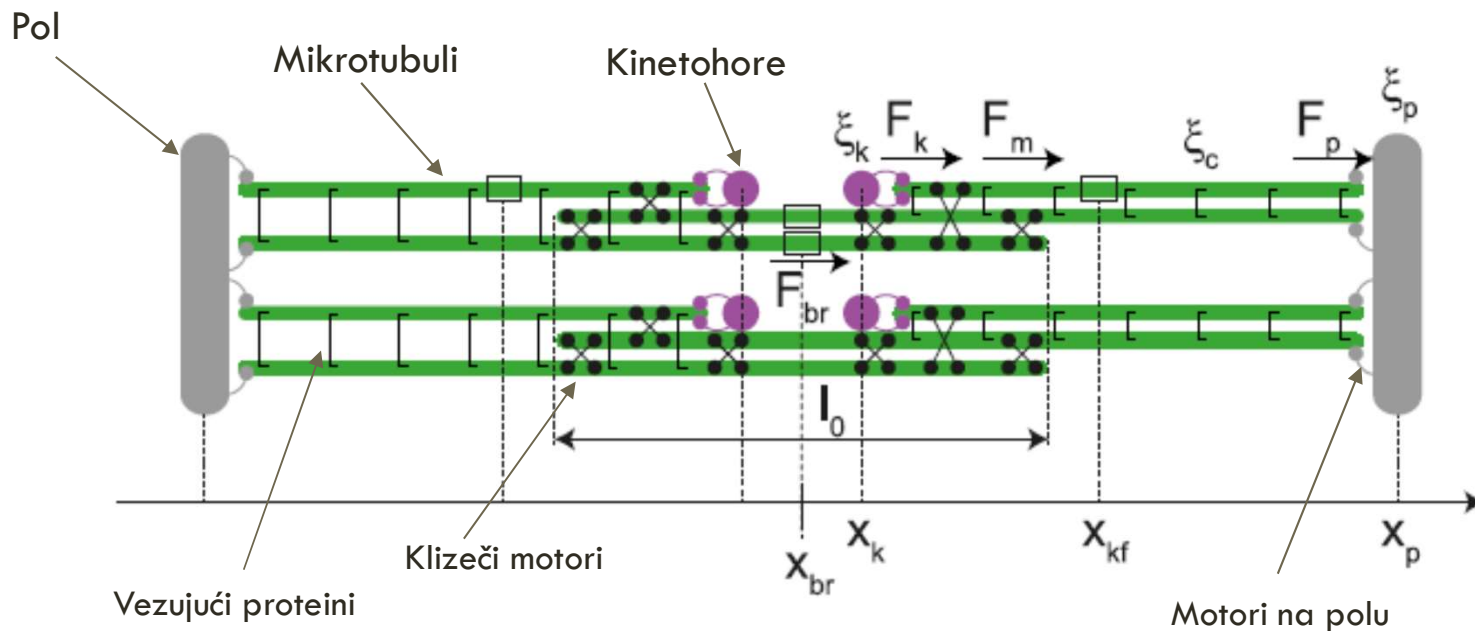 Pol
Mikrotubuli
Kinetohore
ξk
Fk
Fm
ξc
Fp
ξp
Fbr
l0
xbr
xk
xkf
xp
Klizeči motori
Vezujući proteini
Motori na polu